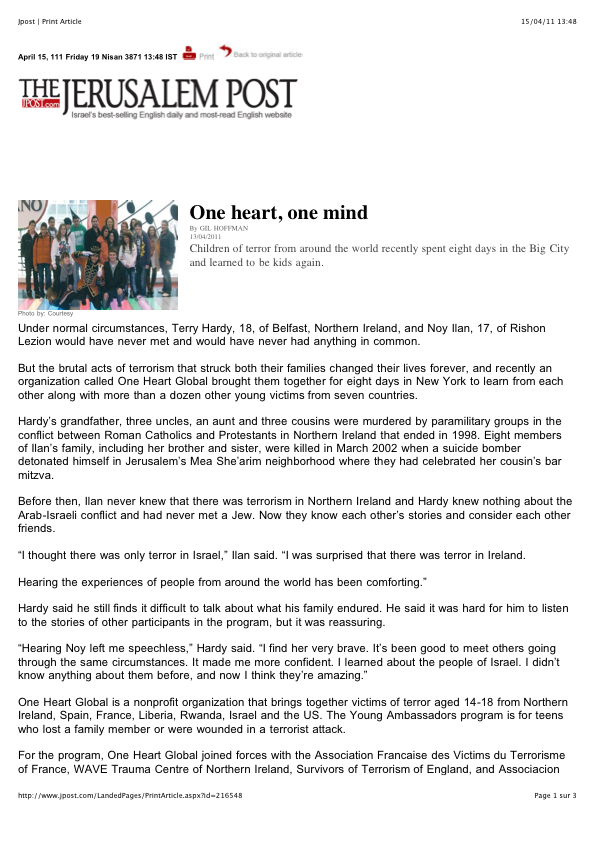 Jpost | Print Article
15/04/11 13:48
April 15, 111 Friday 19 Nisan 3871 13:48 IST Print Back to original article
THE JERUSALEM POST
JPOST.com
Israel's best-selling English daily and most-read English website
One heart, one mind
By GIL HOFFMAN
13/04/2011
Children of terror from around the world recently spent eight days in the Big City
and learned to be kids again.
Photo by: Courtesy
Under normal circumstances, Terry Hardy, 18, of Belfast, Northern Ireland, and Noy Ilan, 17, of Rishon
Lezion would have never met and would have never had anything in common.
But the brutal acts of terrorism that struck both their families changed their lives forever, and recently an
organization called One Heart Global brought them together for eight days in New York to learn from each
other along with more than a dozen other young victims from seven countries.
Hardy's grandfather, three uncles, an aunt and three cousins were murdered by paramilitary groups in the
conflict between Roman Catholics and Protestants in Northern Ireland that ended in 1998. Eight members
of Ilan's family, including her brother and sister, were killed in March 2002 when a suicide bomber
detonated himself in Jerusalem's Mea She'arim neighborhood where they had celebrated her cousin's bar
mitzva.
Before then, Ilan never knew that there was terrorism in Northern Ireland and Hardy knew nothing about the
Arab-Israeli conflict and had never met a Jew. Now they know each other's stories and consider each other
friends.
“I thought there was only terror in Israel,” Ilan said. “I was surprised that there was terror in Ireland.
Hearing the experiences of people from around the world has been comforting.”
Hardy said he still finds it difficult to talk about what his family endured. He said it was hard for him to listen
to the stories of other participants in the program, but it was reassuring.
“Hearing Noy left me speechless,” Hardy said. “I find her very brave. It's been good to meet others going
through the same circumstances. It made me more confident. I learned about the people of Israel. I didn't
know anything about them before, and now I think they're amazing.”
One Heart Global is a nonprofit organization that brings together victims of terror aged 14-18 from Northern
Ireland, Spain, France, Liberia, Rwanda, Israel and the US. The Young Ambassadors program is for teens
who lost a family member or were wounded in a terrorist attack.
For the program, One Heart Global joined forces with the Association Francaise des Victims du Terrorisme
of France, WAVE Trauma Centre of Northern Ireland, Survivors of Terrorism of England, and Associacion
http://www.jpost.com/LandedPages/PrintArticle.aspx?id=216548
Page 1 sur 3